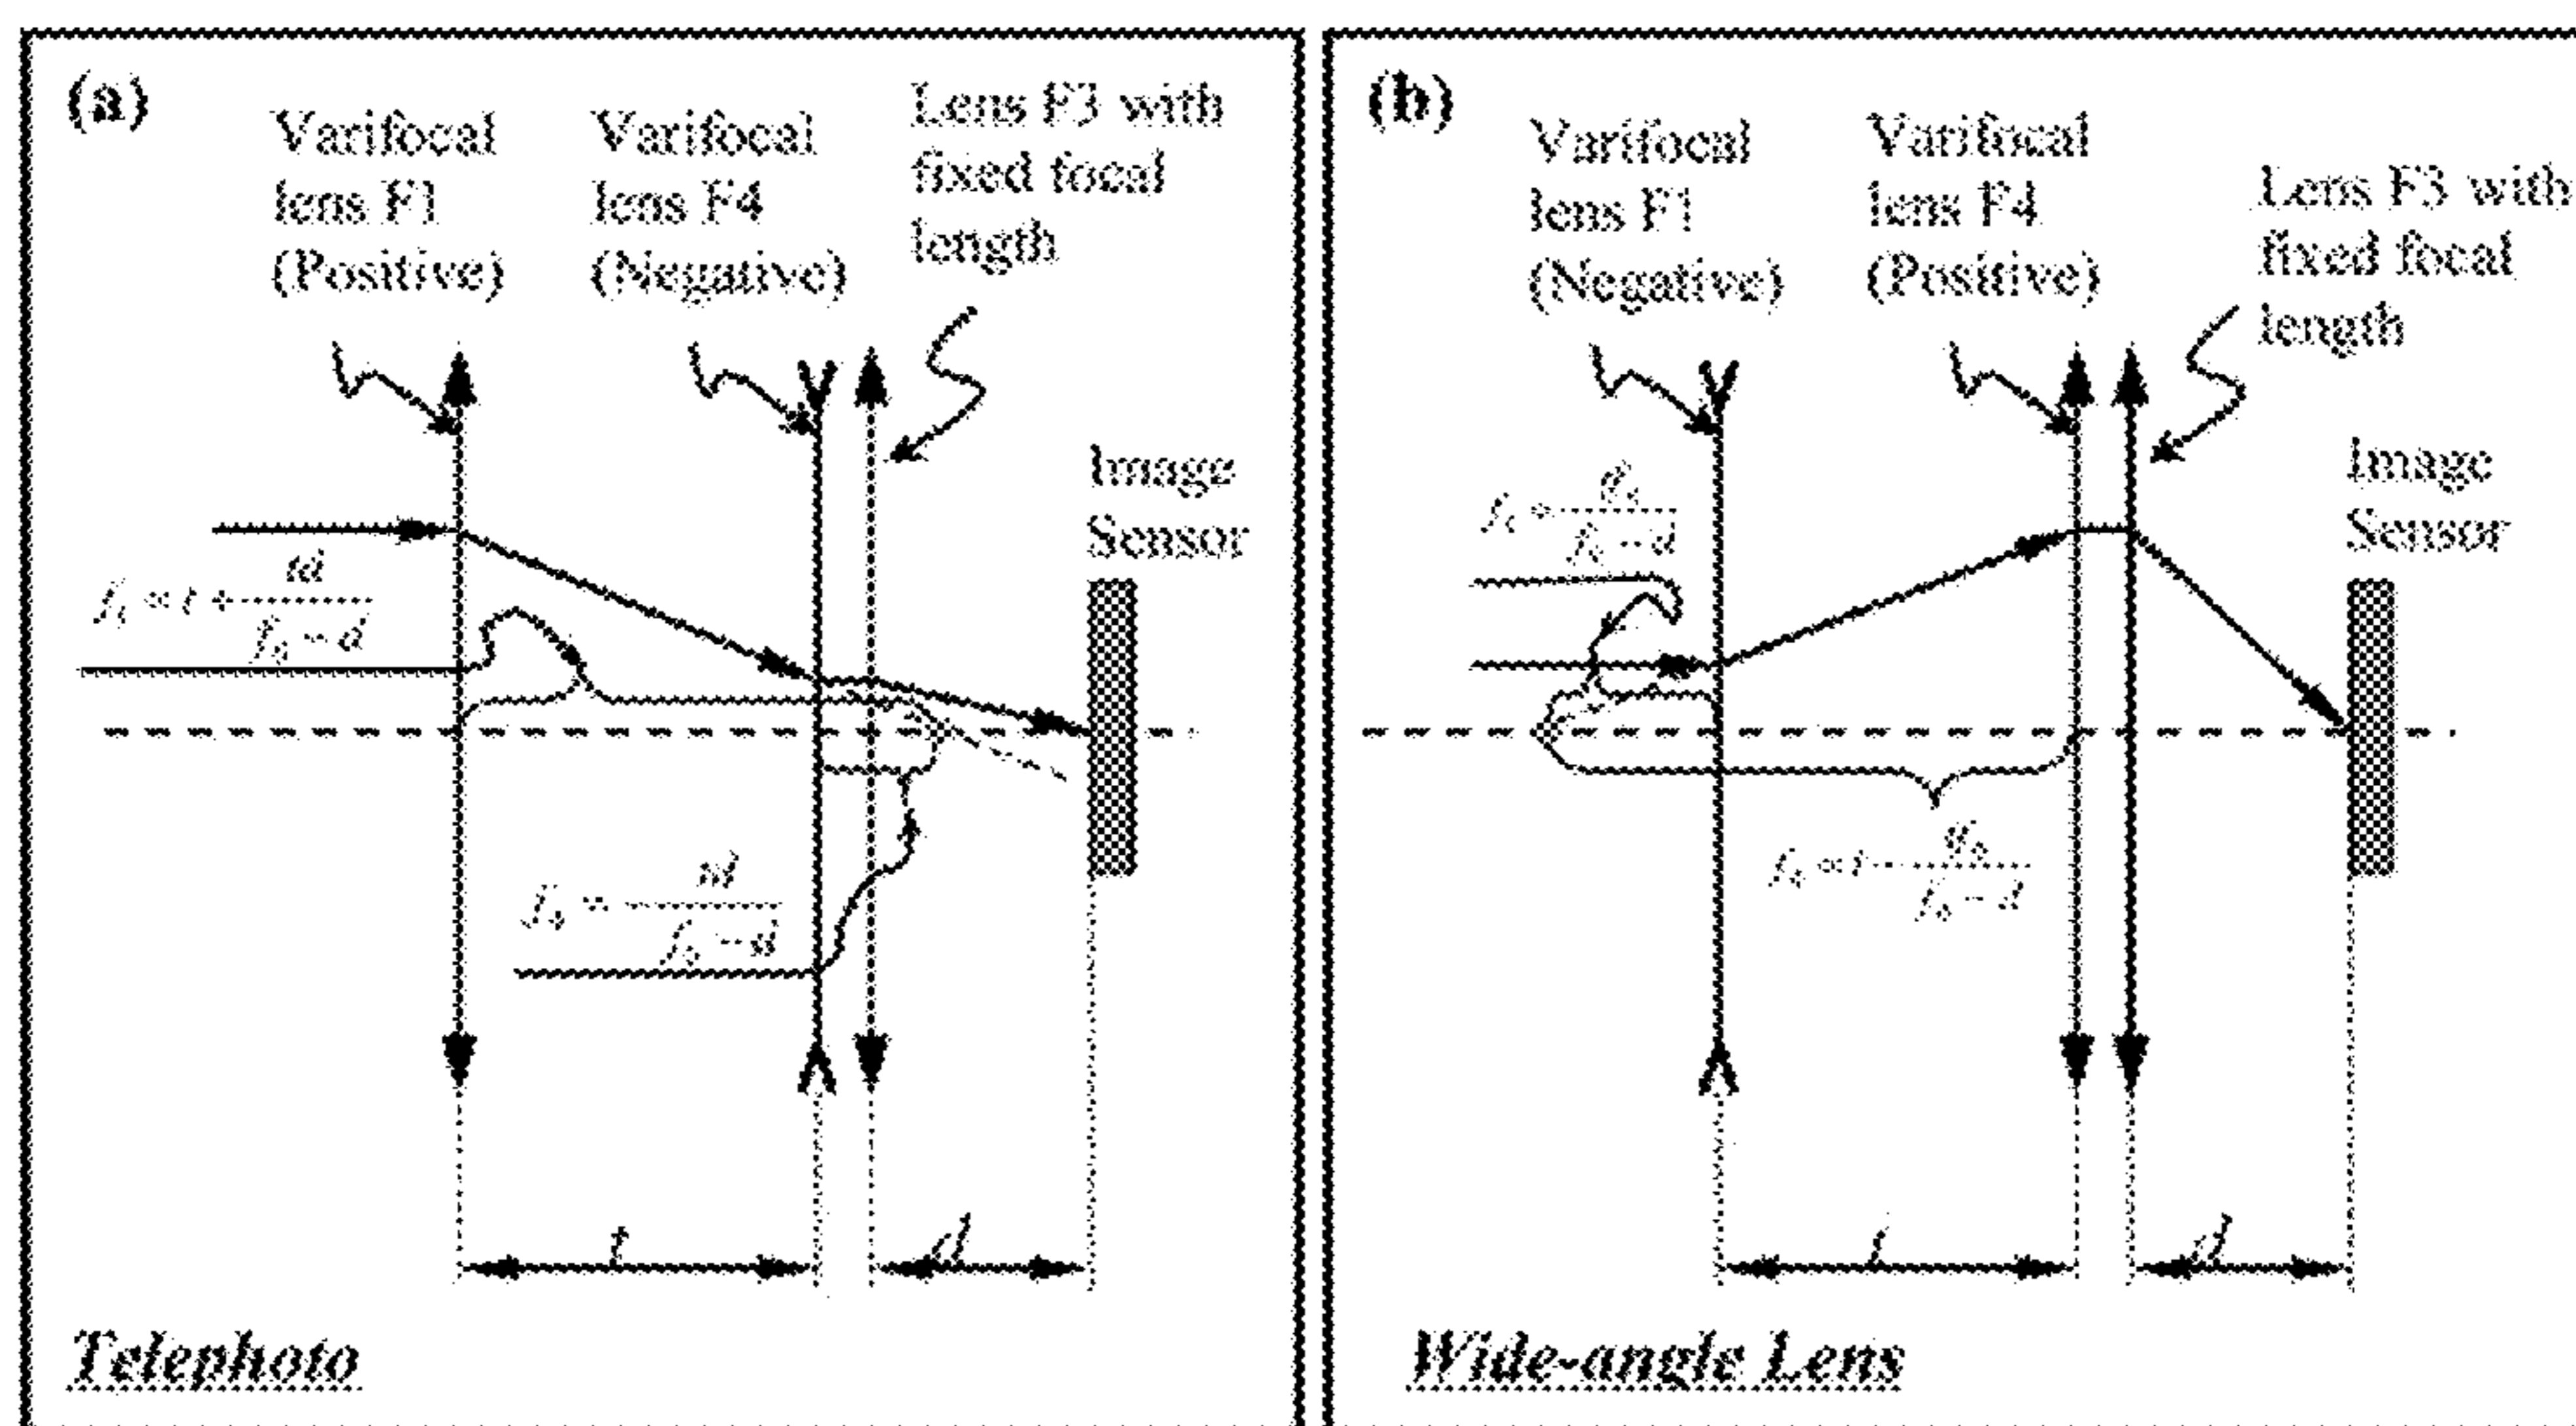 (a)
Varifocal
lens F1
(Positive)
Varifocal
lens F4
(Negative)
Lens F3 with
fixed focal
length
Image
Sensor
t
d
Telephoto
(b)
Varifocal
lens F1
(Negative)
Varifocal
lens F4
(Positive)
Lens F3 with
fixed focal
length
Image
Sensor
d
Wide-angle Lens